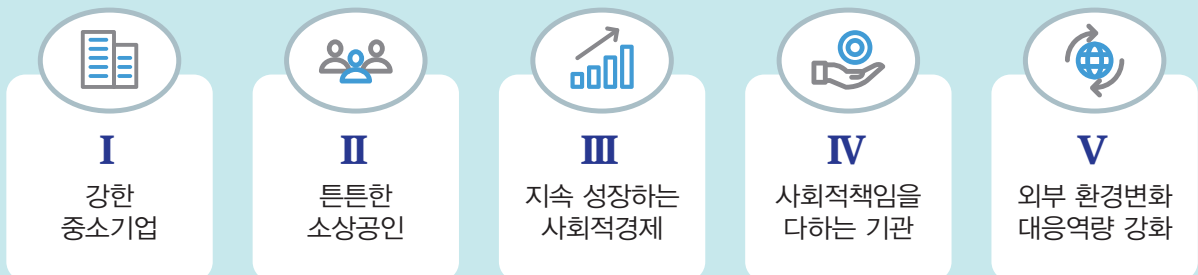 Ⅰ
강한
중소기업
Ⅱ
튼튼한
소상공인
Ⅲ
지속 성장하는
사회적경제
Ⅳ
사회적책임을
다하는 기관
Ⅴ
외부 환경변화
대응역량 강화